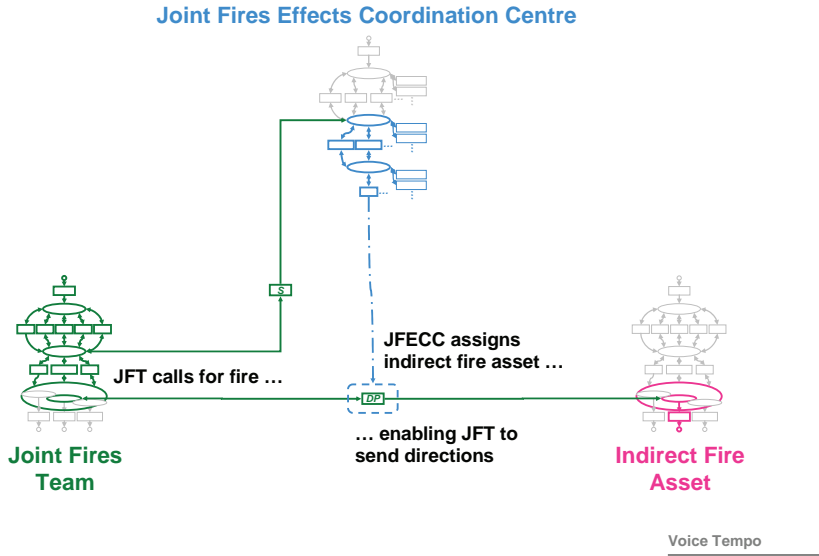 Joint Fires Effects Coordination Centre
S
JFECC assigns
indirect fire asset …
JFT calls for fire …
DP
… enabling JFT to
send directions
Joint Fires
Team
Indirect Fire
Asset
Voice Tempo